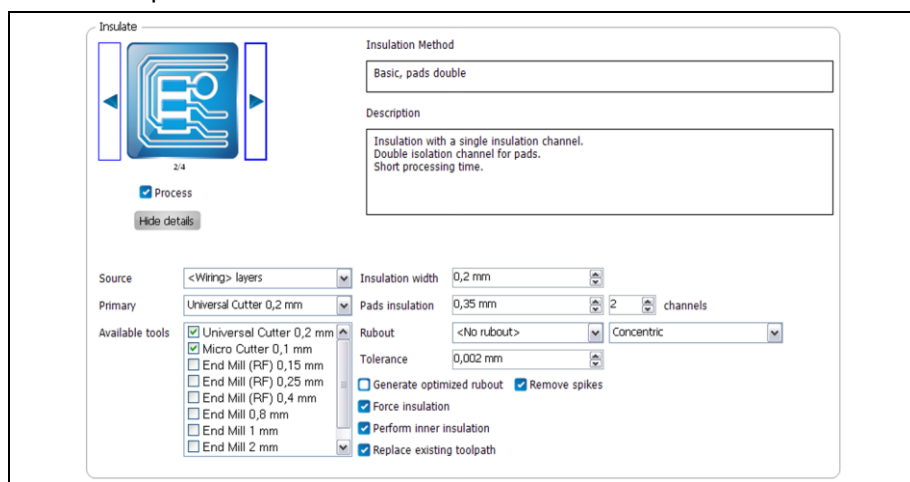 Insulate
Insulation Method
Basic, pads double
Description
Insulation with a single insulation channel.
Double isolation channel for pads.
Short processing time.
2/4
Process
Hide details
Source <Wiring> layers Insulation width 0,2 mm
Primary Universal Cutter 0,2 mm Pads insulation 0,35 mm 2 channels
Available tools Universal Cutter 0,2 mm Rubout <No rubout> Concentric
Micro Cutter 0,1 mm
End Mill (RF) 0,15 mm Tolerance 0,002 mm
End Mill (RF) 0,25 mm Generate optimized rubout Remove spikes
End Mill (RF) 0,4 mm Force insulation
End Mill 0,8 mm
End Mill 1 mm Perform inner insulation
End Mill 2 mm Replace existing toolpath